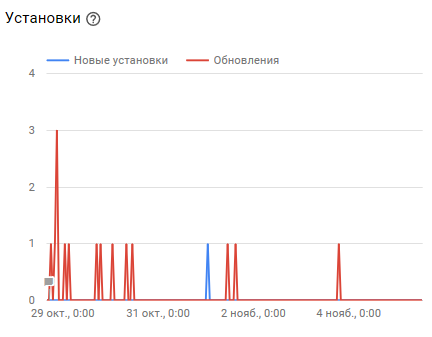 Установки
Новые установки Обновления
4
3
2
1
0
29 окт., 0:00 31 окт., 0:00 2 нояб., 0:00 4 нояб., 0:00